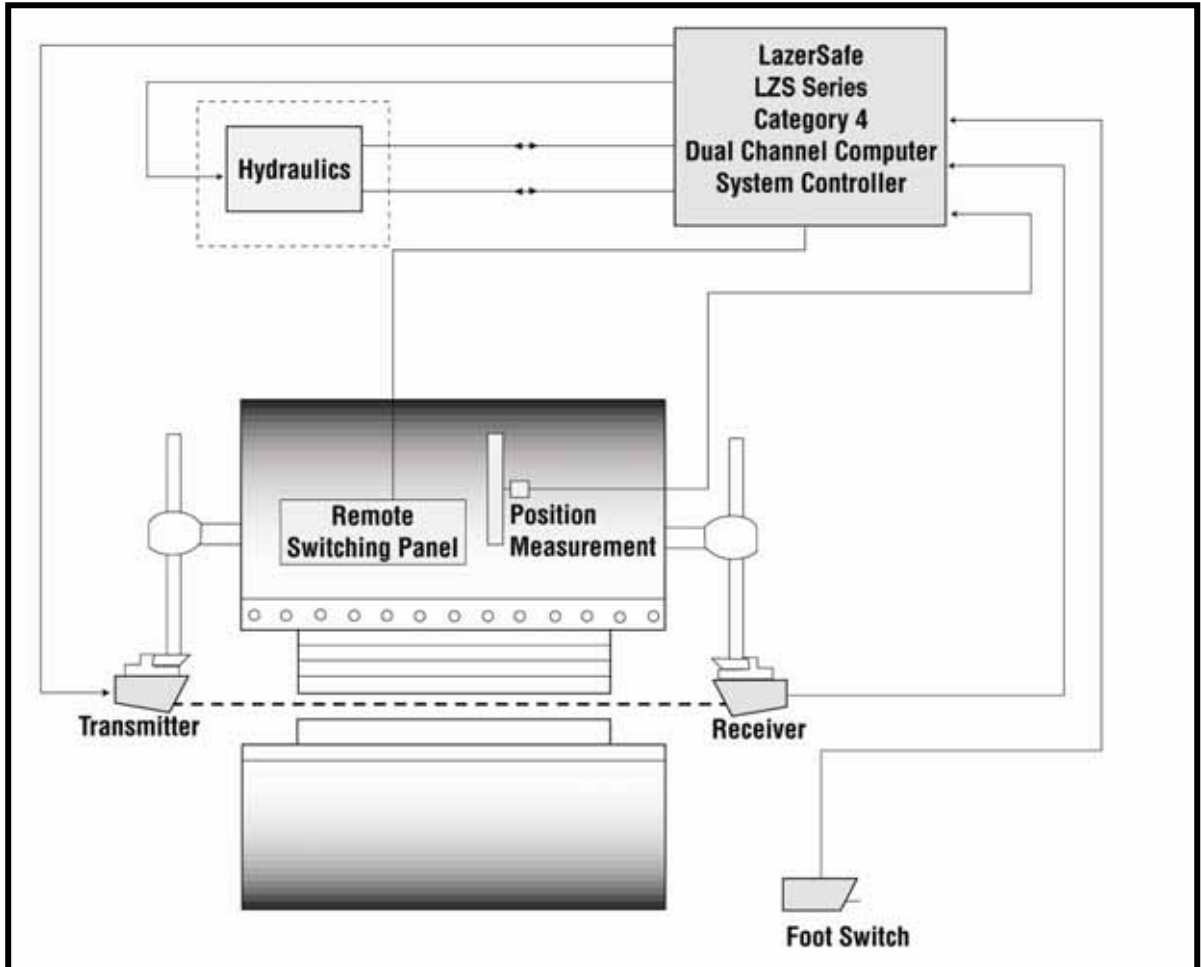 LazerSafe
LZS Series
Category 4
Dual Channel Computer
System Controller
Hydraulics
Remote
Switching Panel
Position
Measurement
Transmitter
Receiver
Foot Switch